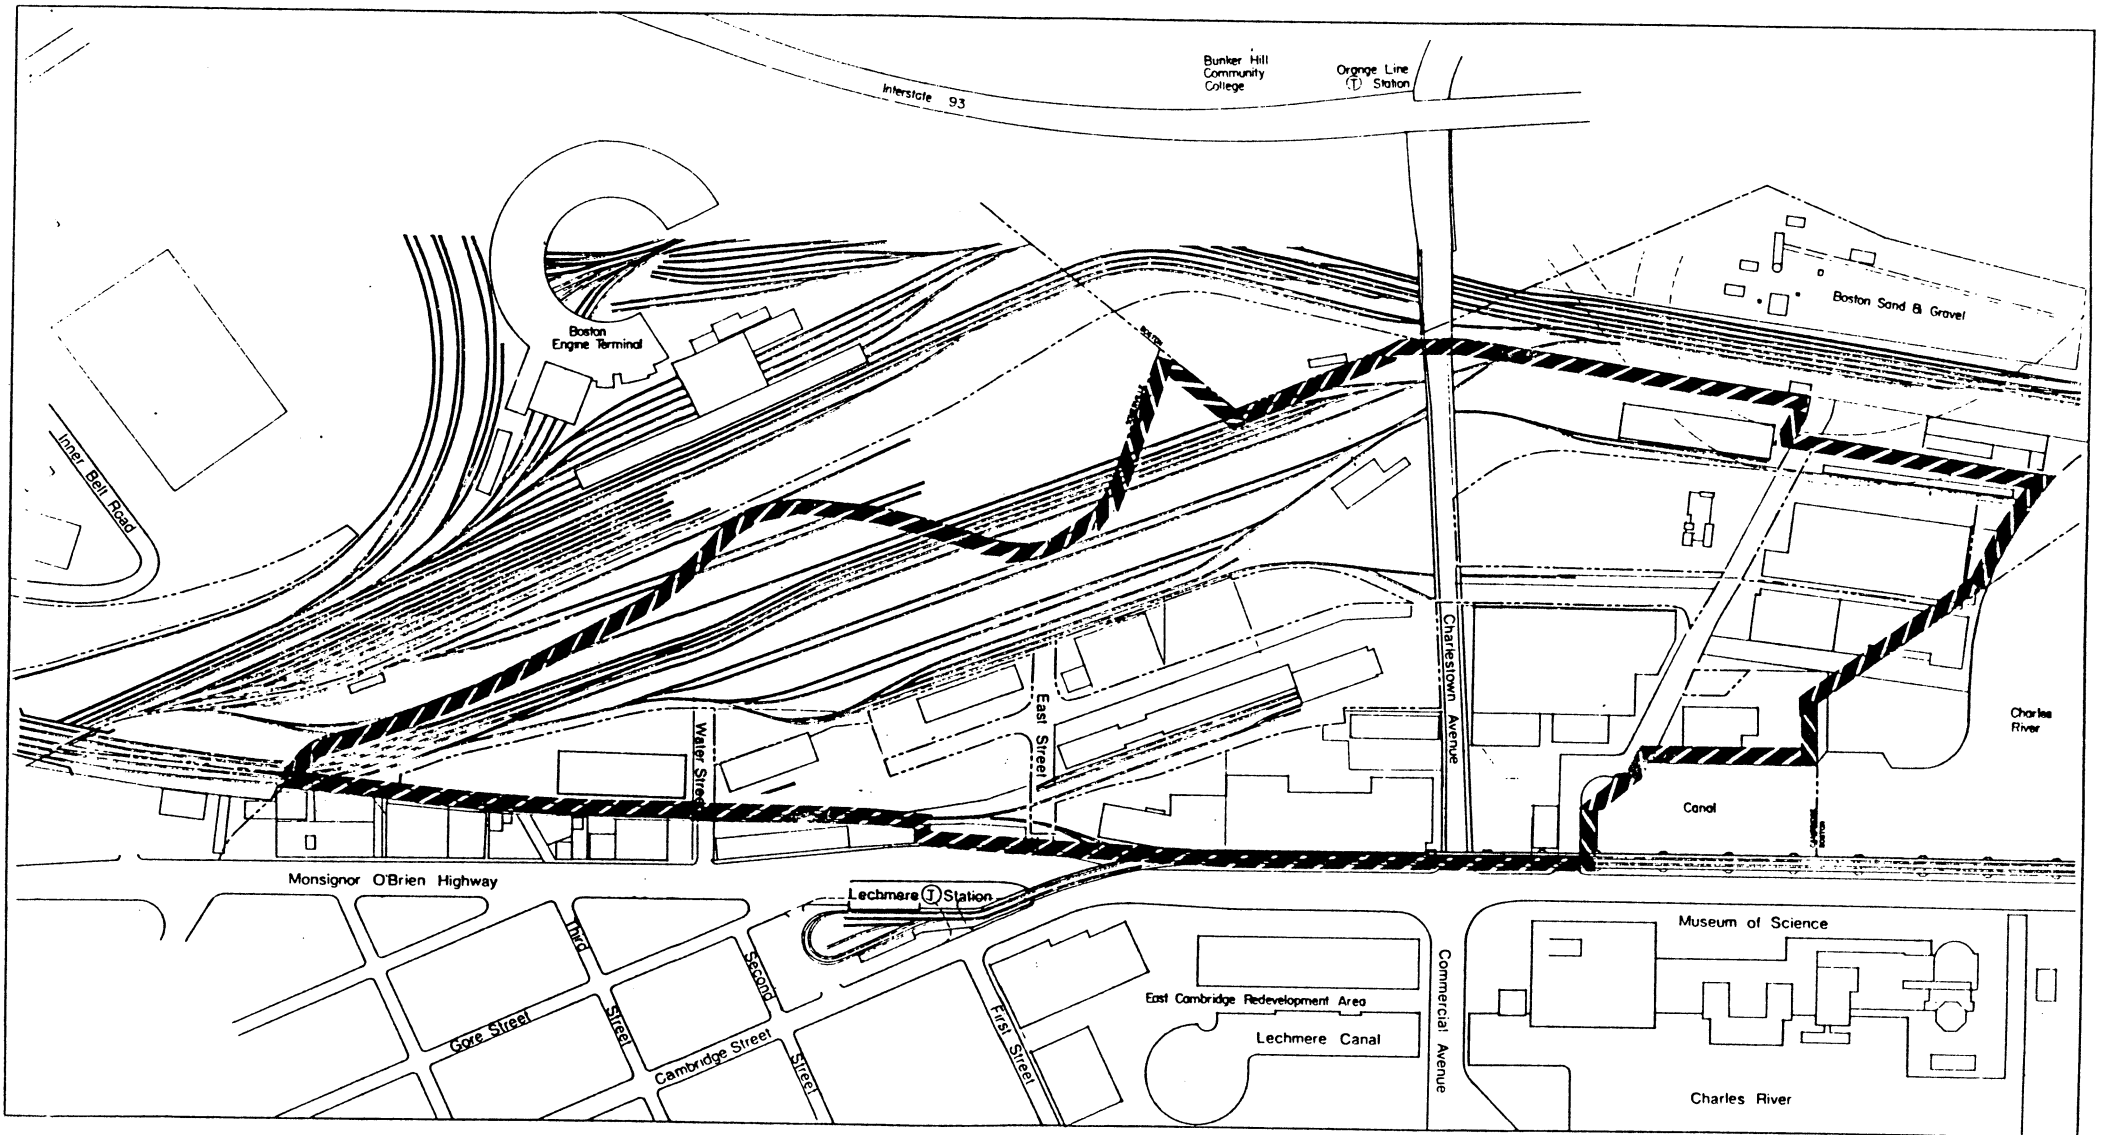 Bunker Hill
Community
College
Orange Line
T Station
Interstate 93
Boston Sand & Gravel
Boston
Engine Terminal
BOSTON
Inner Belt Road
Charlestown Avenue
East Street
Water Street
Charles
River
Canal
Monsignor O'Brien Highway
Lechmere T Station
Museum of Science
Third
Street
Second
Street
First Street
Commercial Avenue
East Cambridge Redevelopment Area
Gore Street
Cambridge Street
Lechmere Canal
Charles River